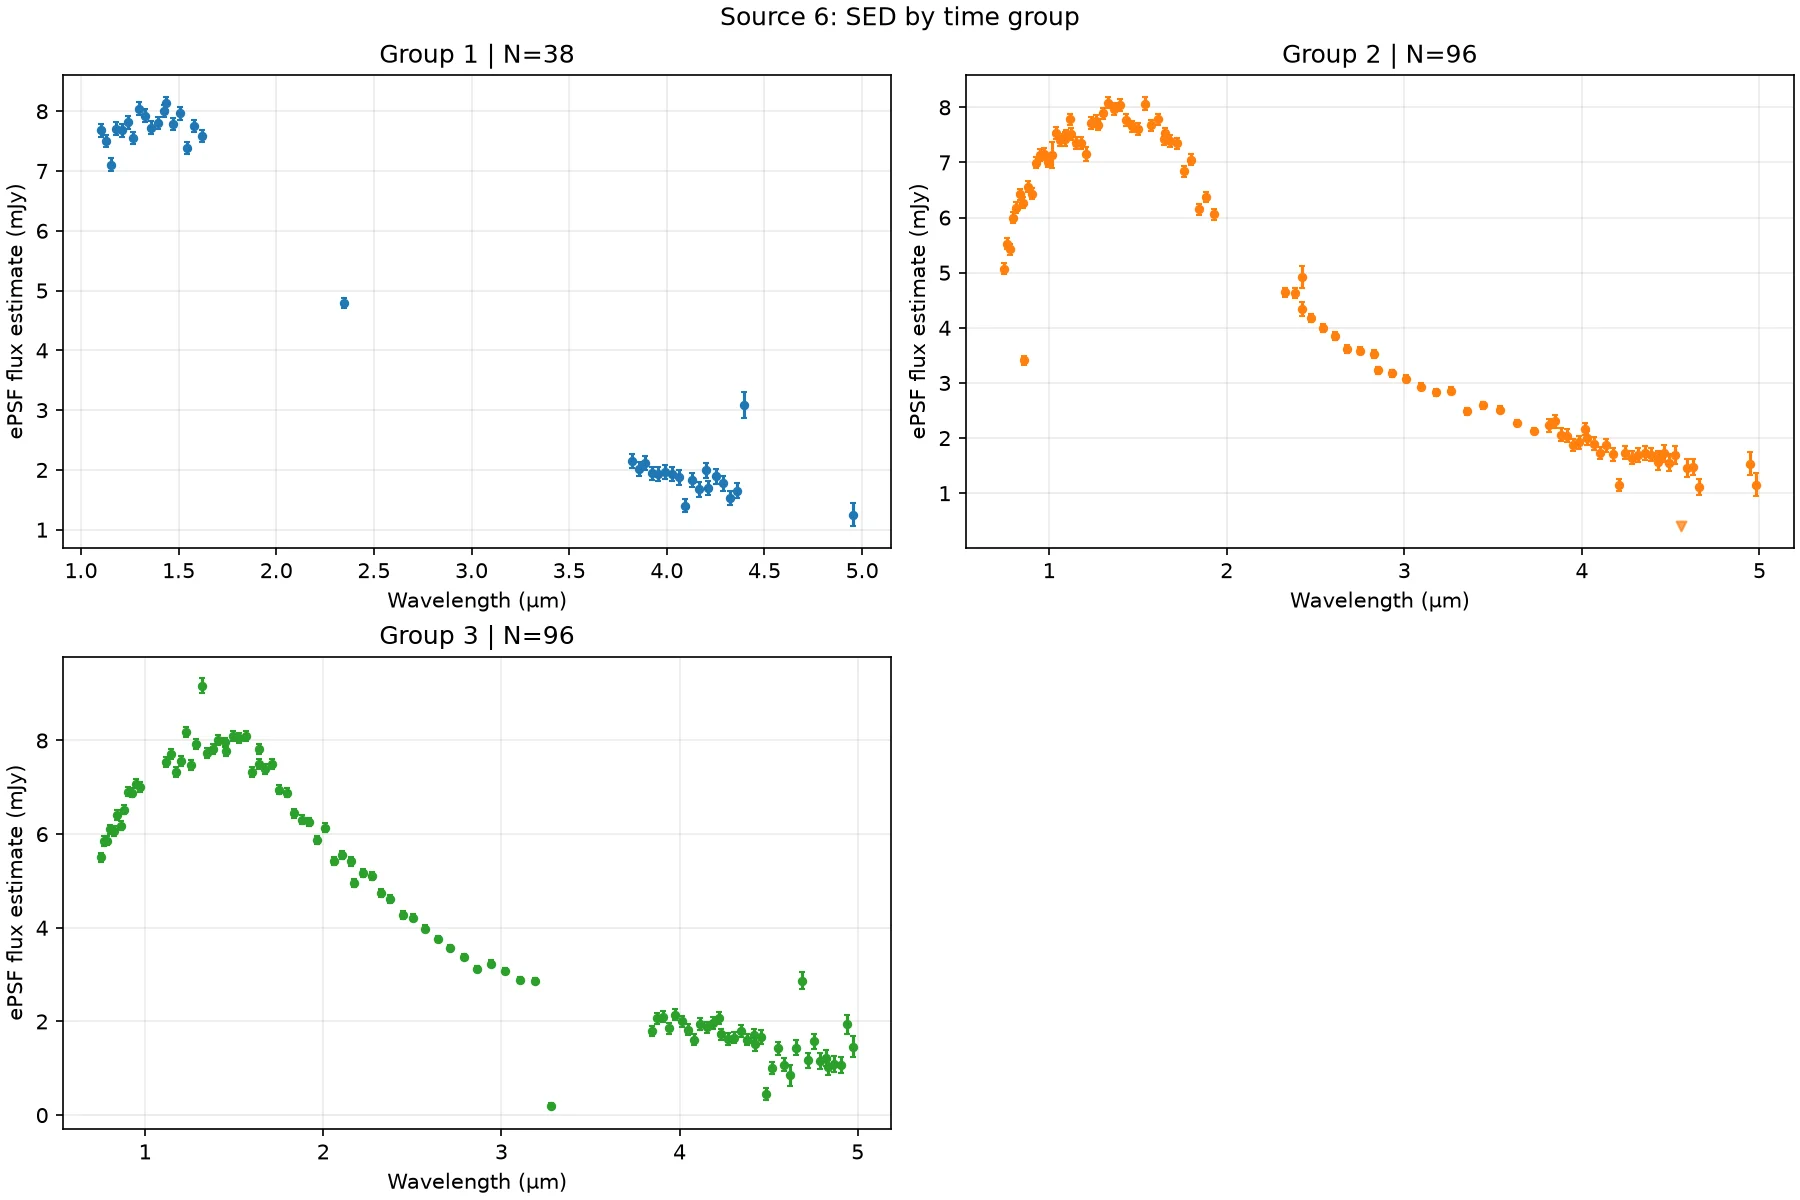 Source 6: SED by time group
Group 1 | N=38
ePSF flux estimate (mJy)
8
7
6
5
4
3
2
1
1.0 1.5 2.0 2.5 3.0 3.5 4.0 4.5 5.0
Wavelength (µm)
Group 2 | N=96
ePSF flux estimate (mJy)
8
7
6
5
4
3
2
1
1 2 3 4 5
Wavelength (µm)
Group 3 | N=96
ePSF flux estimate (mJy)
8
6
4
2
0
1 2 3 4 5
Wavelength (µm)